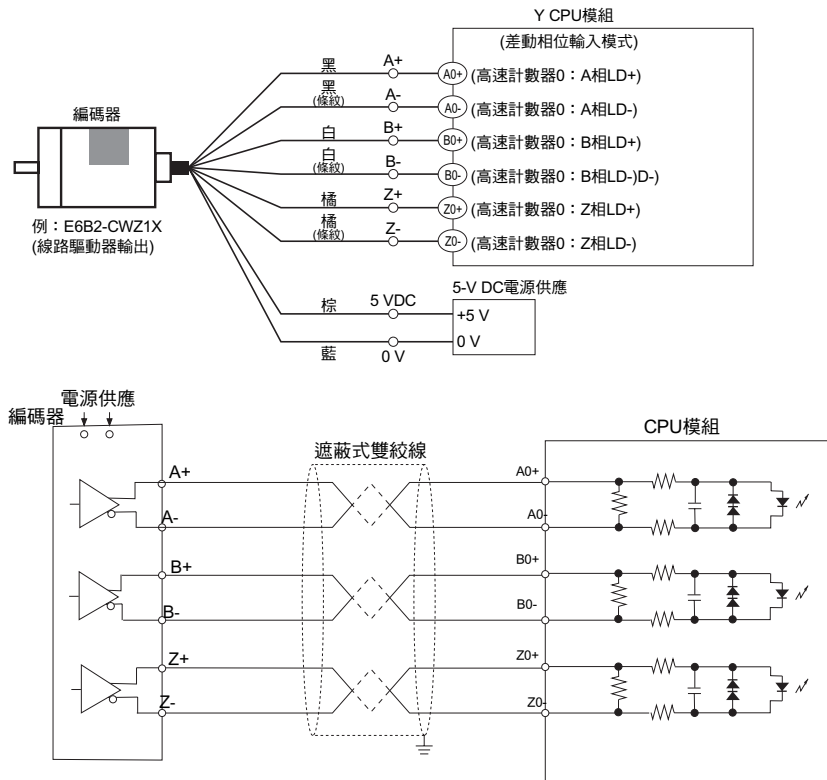 Y CPU模組
(差動相位輸入模式)
編碼器
例：E6B2-CWZ1X
(線路驅動器輸出)
黑 A+ A0+ (高速計數器0：A相LD+)
黑 (條紋) A- A0- (高速計數器0：A相LD-)
白 B+ B0+ (高速計數器0：B相LD+)
白 (條紋) B- B0- (高速計數器0：B相LD-)D-)
橘 Z+ Z0+ (高速計數器0：Z相LD+)
橘 (條紋) Z- Z0- (高速計數器0：Z相LD-)
5-V DC電源供應
棕 5 VDC +5 V
藍 0 V 0 V
電源供應
編碼器
遮蔽式雙絞線
CPU模組
A+ A0+
A- A0-
B+ B0+
B- B0-
Z+ Z0+
Z- Z0-